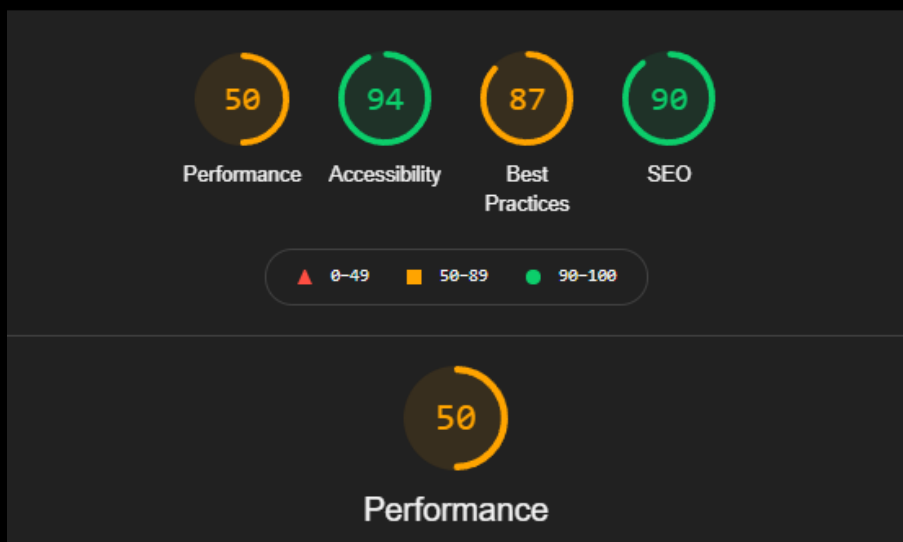 50 94 87 90
Performance Accessibility Best Practices SEO
0-49 50-89 90-100
50
Performance